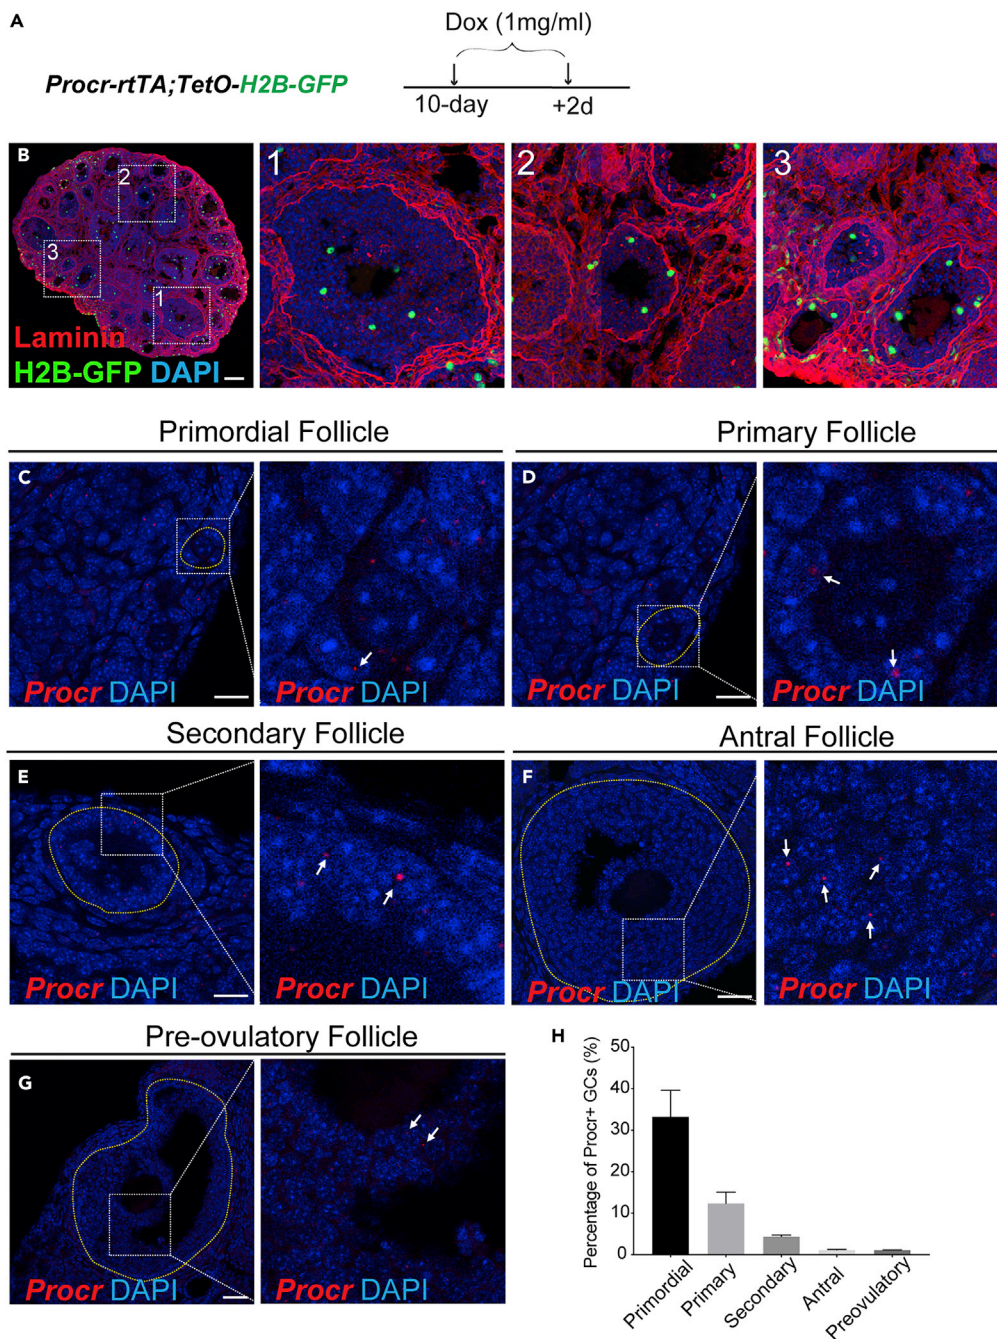 A
Dox (1mg/ml)
Procr-rtTA;TetO-H2B-GFP
10-day +2d
B
1
2
3
Laminin
H2B-GFP DAPI
1
2
3
Primordial Follicle
Primary Follicle
C
Procr DAPI
Procr DAPI
D
Procr DAPI
Procr DAPI
Secondary Follicle
Antral Follicle
E
Procr DAPI
Procr DAPI
F
Procr DAPI
Procr DAPI
Pre-ovulatory Follicle
G
Procr DAPI
Procr DAPI
H
Percentage of Procr+ GCs (%)
50
40
30
20
10
0
Primordial
Primary
Secondary
Antral
Preovulatory